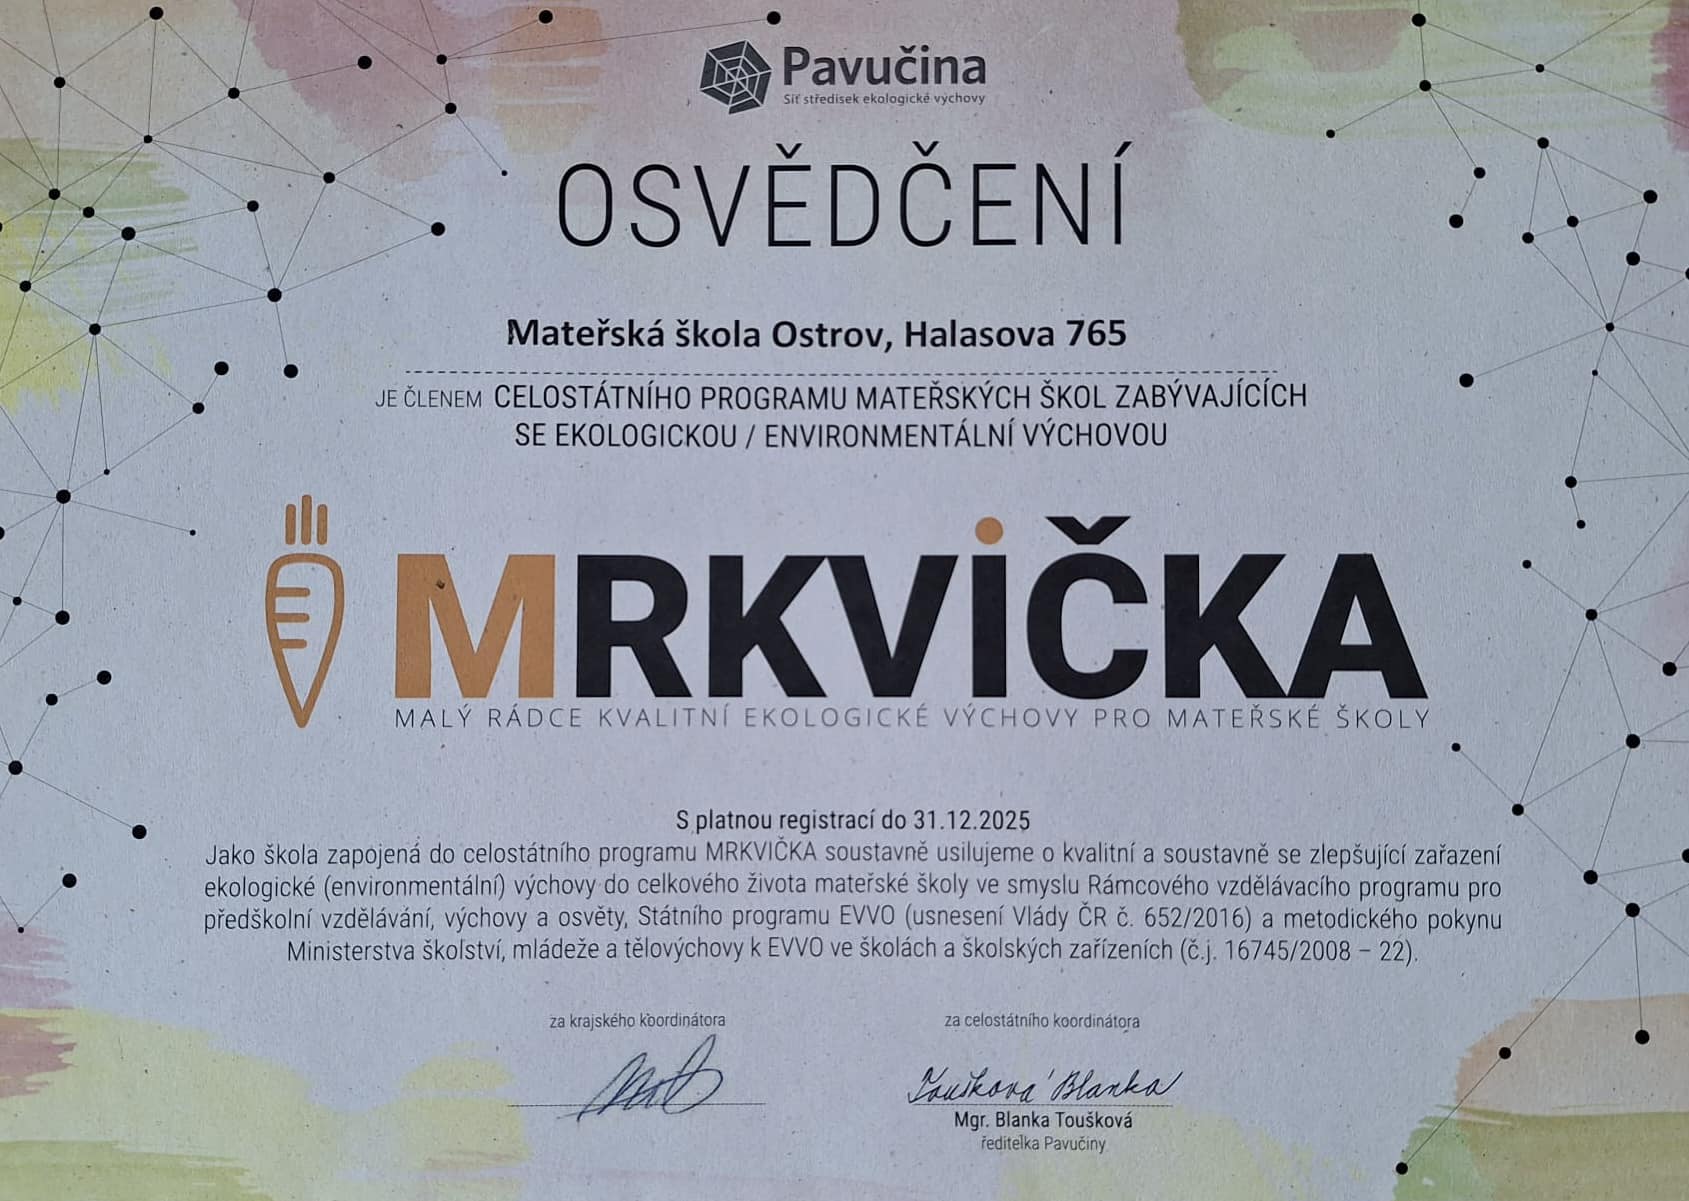 Pavučina
Síť středisek ekologické výchovy
OSVĚDČENÍ
Mateřská škola Ostrov, Halasova 765
JE ČLENEM CELOSTÁTNÍHO PROGRAMU MATEŘSKÝCH ŠKOL ZABÝVAJÍCÍCH
SE EKOLOGICKOU / ENVIRONMENTÁLNÍ VÝCHOVOU
MRKViČKA
MALÝ RÁDCE KVALITNÍ EKOLOGICKÉ VÝCHOVY PRO MATEŘSKÉ ŠKOLY
S platnou registrací do 31.12.2025
Jako škola zapojená do celostátního programu MRKVIČKA soustavně usilujeme o kvalitní a soustavně se zlepšující zařazení
ekologické (environmentální) výchovy do celkového života mateřské školy ve smyslu Rámcového vzdělávacího programu pro
předškolní vzdělávání, výchovy a osvěty, Státního programu EVVO (usnesení Vlády ČR č. 652/2016) a metodického pokynu
Ministerstva školství, mládeže a tělovýchovy k EVVO ve školách a školských zařízeních (č.j. 16745/2008 – 22).
za krajského koordinátora
za celostátního koordinátora
Toušková Blanka
Mgr. Blanka Toušková
ředitelka Pavučiny